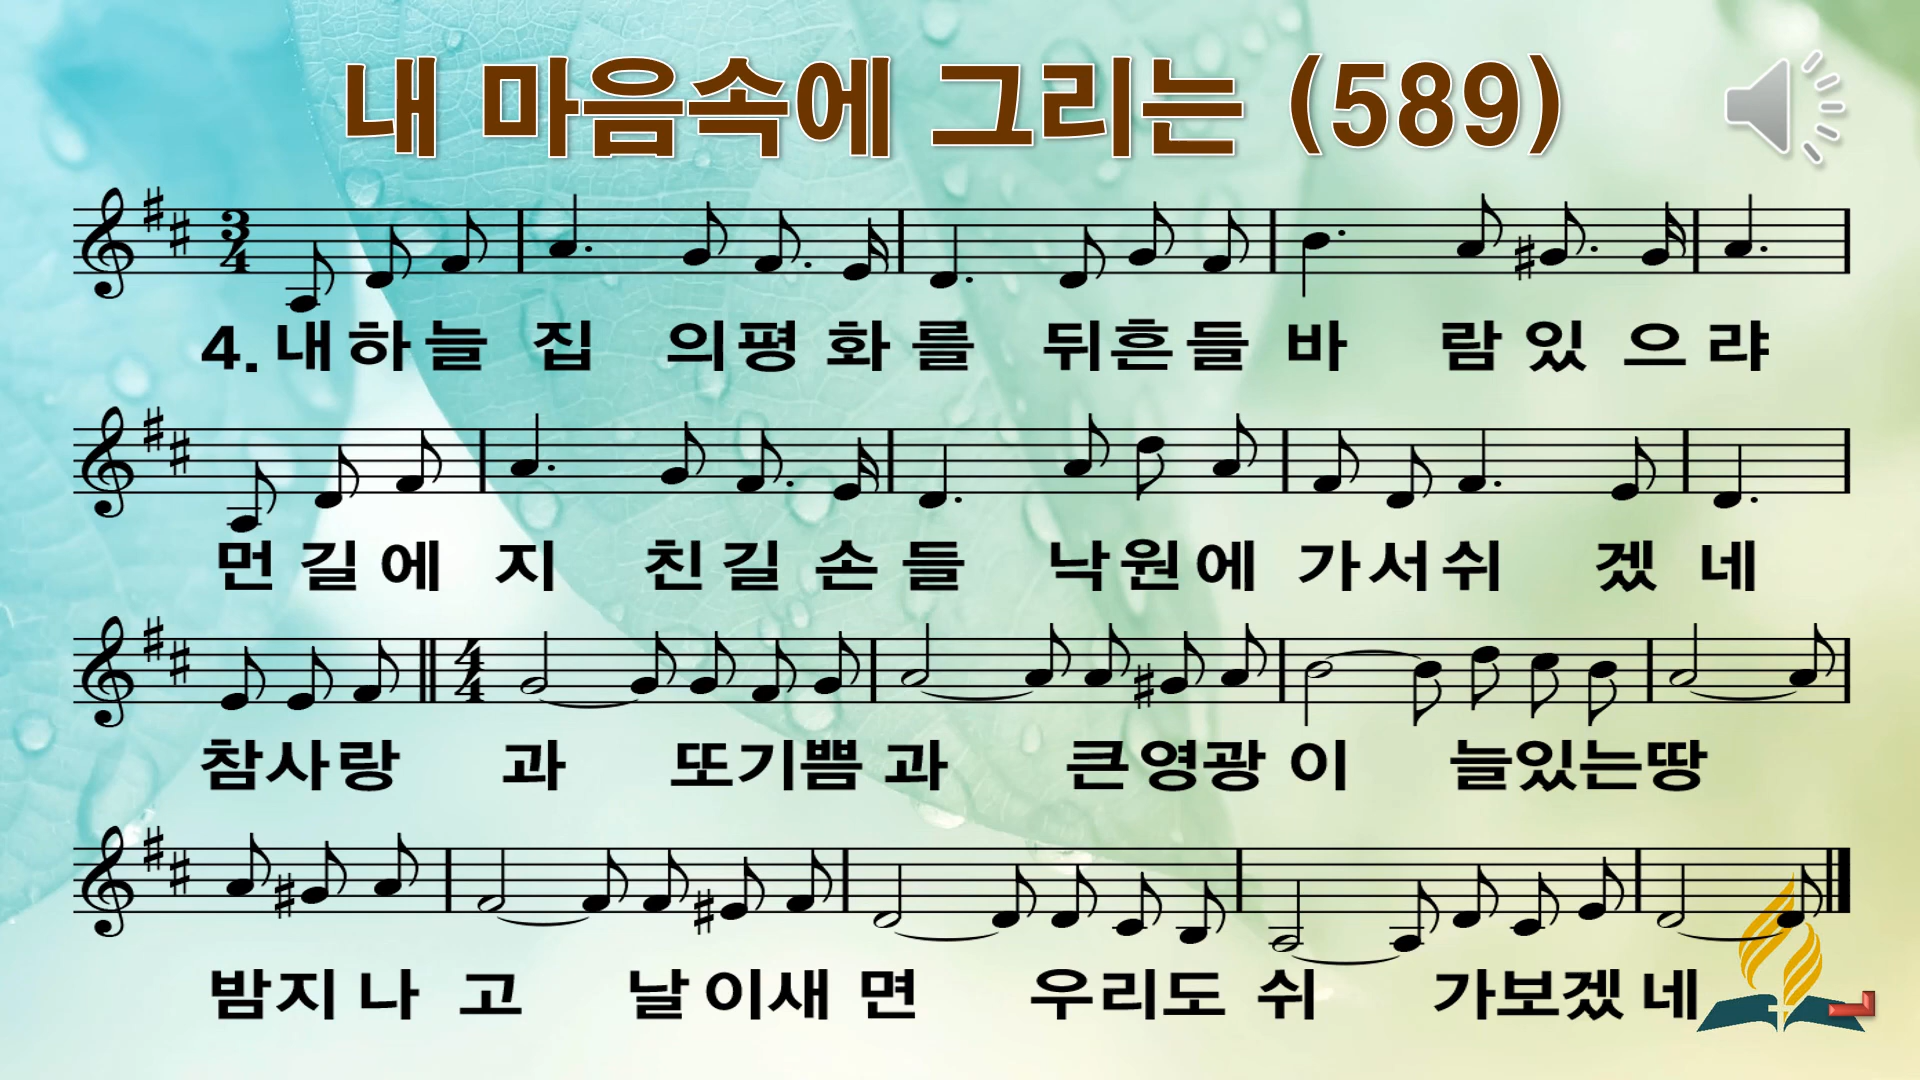 내 마음속에 그리는 (589)
4. 내하늘 집 의평 화를 뒤흔들 바 람있 으랴
먼길에 지 친길 손들 낙원에 가서쉬 겠 네
참사랑 과 또기쁨 과 큰영광 이 늘있는땅
밤지 나 고 날이새 면 우리도 쉬 가보겠 네